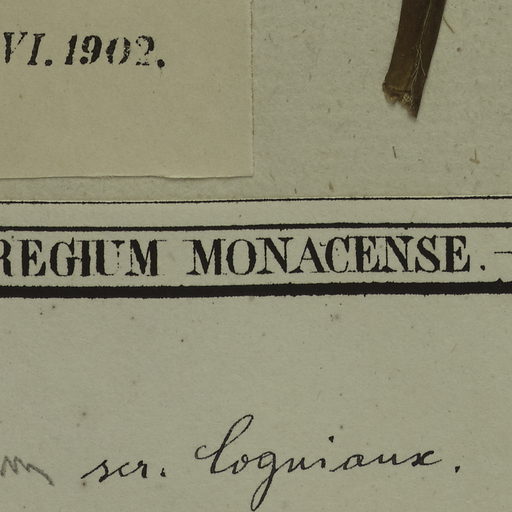 VI. 1902.
REGIUM MONACENSE. —
scr. Cogniaux.